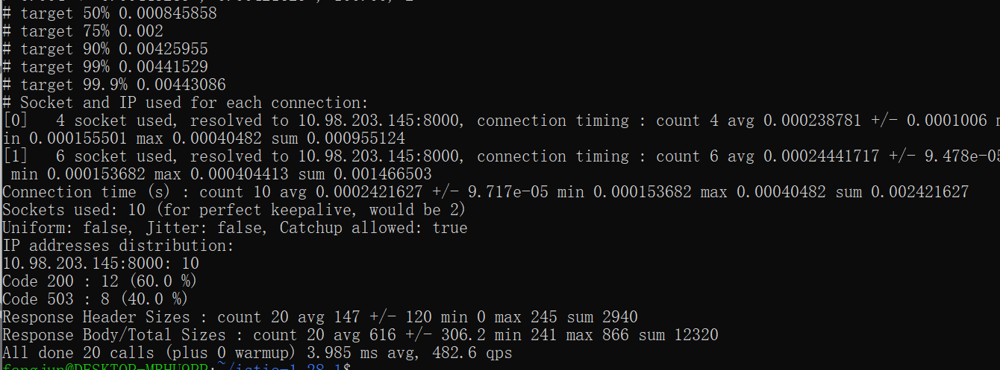 # target 50% 0.000845858
# target 75% 0.002
# target 90% 0.00425955
# target 99% 0.00441529
# target 99.9% 0.00443086
# Socket and IP used for each connection:
[0]   4 socket used, resolved to 10.98.203.145:8000, connection timing : count 4 avg 0.000238781 +/- 0.0001006 m
in 0.000155501 max 0.00040482 sum 0.000955124
[1]   6 socket used, resolved to 10.98.203.145:8000, connection timing : count 6 avg 0.00024441717 +/- 9.478e-05
 min 0.000153682 max 0.000404413 sum 0.001466503
Connection time (s) : count 10 avg 0.0002421627 +/- 9.717e-05 min 0.000153682 max 0.00040482 sum 0.002421627
Sockets used: 10 (for perfect keepalive, would be 2)
Uniform: false, Jitter: false, Catchup allowed: true
IP addresses distribution:
10.98.203.145:8000: 10
Code 200 : 12 (60.0 %)
Code 503 : 8 (40.0 %)
Response Header Sizes : count 20 avg 147 +/- 120 min 0 max 245 sum 2940
Response Body/Total Sizes : count 20 avg 616 +/- 306.2 min 241 max 866 sum 12320
All done 20 calls (plus 0 warmup) 3.985 ms avg, 482.6 qps